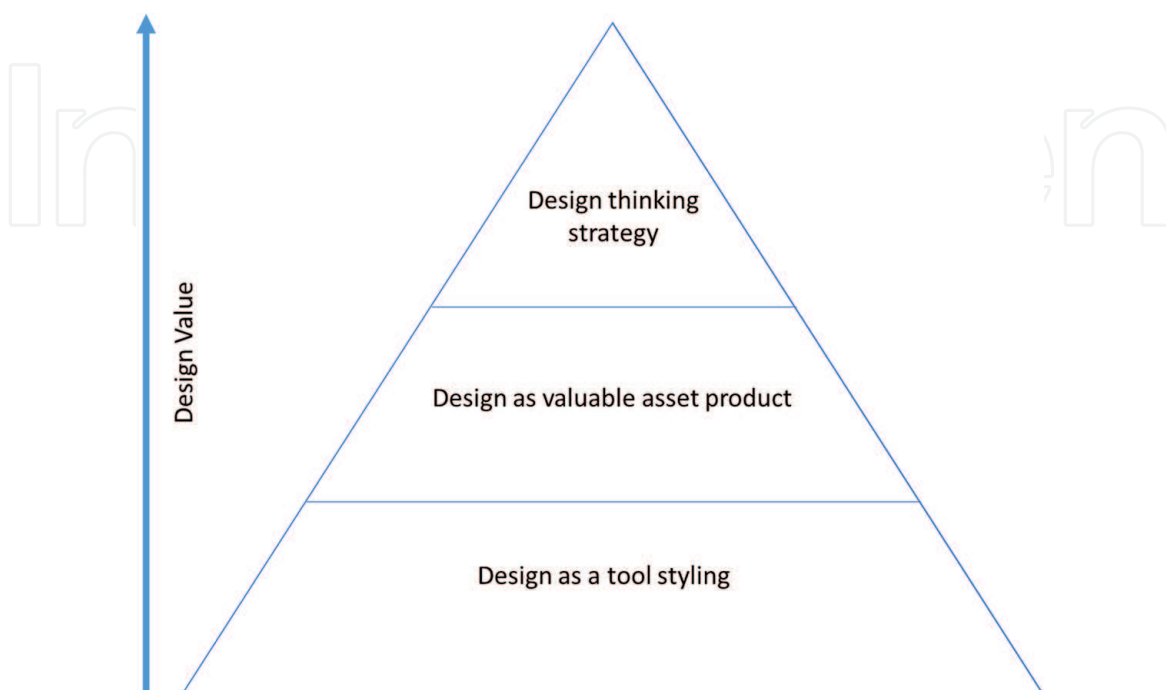 Design thinking
strategy
Design Value
Design as valuable asset product
Design as a tool styling